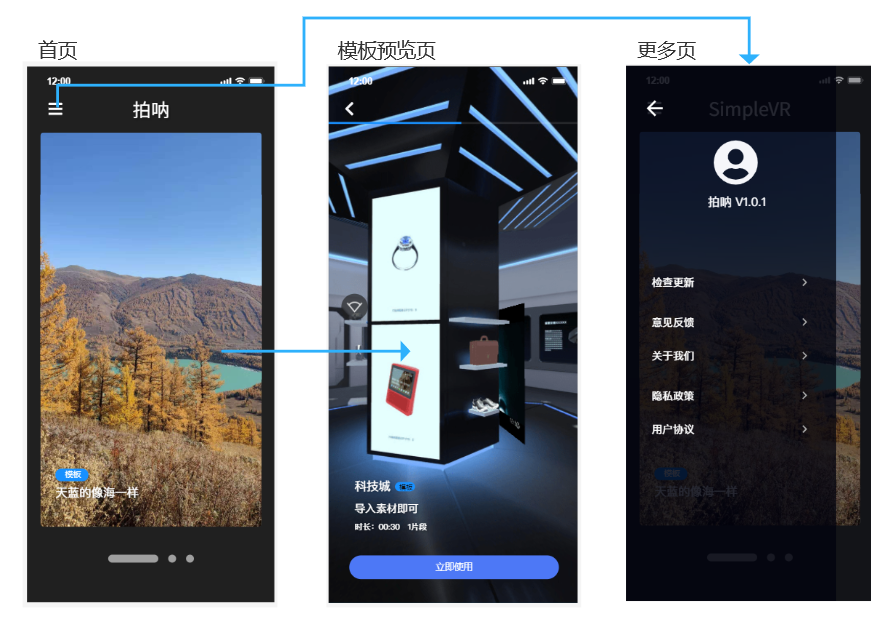 首页
模板预览页
更多页
12:00
拍呐
模板
天蓝的像海一样
12:00
科技城
导入素材即可
时长：00:30 1片段
立即使用
12:00
SimpleVR
拍呐 V1.0.1
检查更新
意见反馈
关于我们
隐私政策
用户协议
模板
天蓝的像海一样